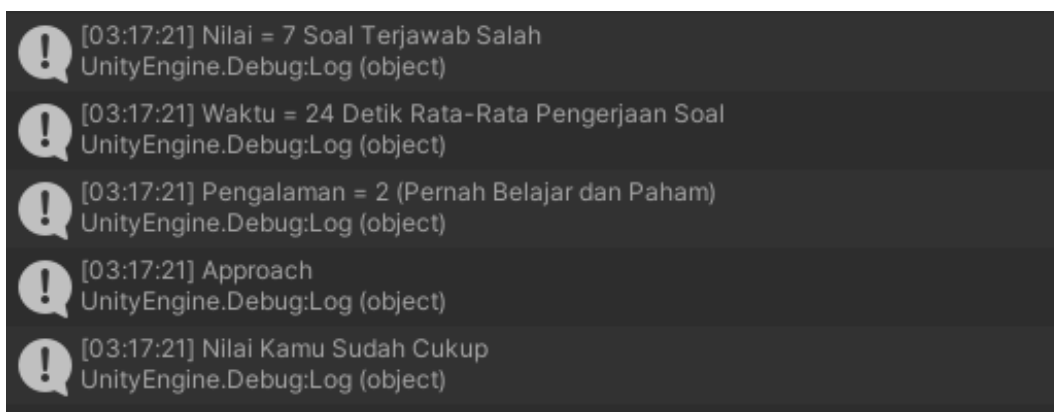 [03:17:21] Nilai = 7 Soal Terjawab Salah
UnityEngine.Debug:Log (object)
[03:17:21] Waktu = 24 Detik Rata-Rata Pengerjaan Soal
UnityEngine.Debug:Log (object)
[03:17:21] Pengalaman = 2 (Pernah Belajar dan Paham)
UnityEngine.Debug:Log (object)
[03:17:21] Approach
UnityEngine.Debug:Log (object)
[03:17:21] Nilai Kamu Sudah Cukup
UnityEngine.Debug:Log (object)